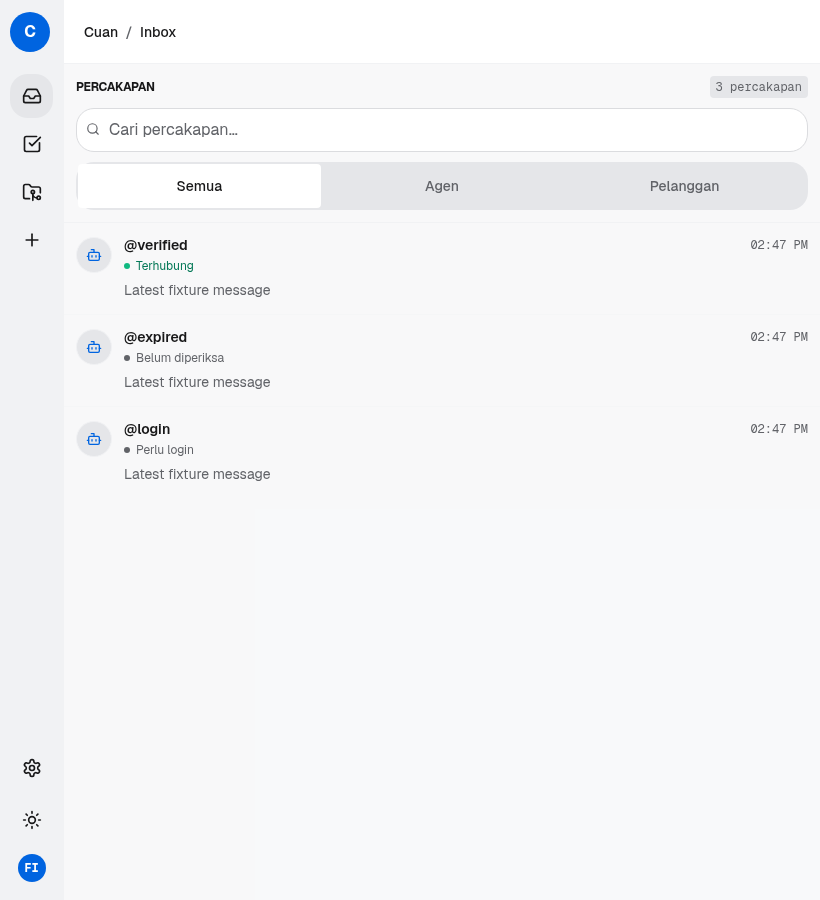 C
Cuan / Inbox
PERCAKAPAN
3 percakapan
Cari percakapan...
Semua
Agen
Pelanggan
@verified
02:47 PM
Terhubung
Latest fixture message
@expired
02:47 PM
Belum diperiksa
Latest fixture message
@login
02:47 PM
Perlu login
Latest fixture message
FI